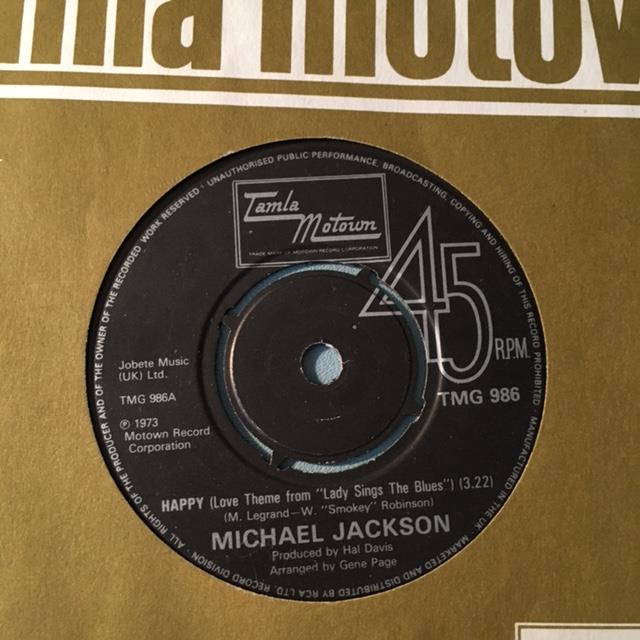 Tamla Motown
ALL RIGHTS OF THE PRODUCER AND OF THE OWNER OF THE RECORDED WORK RESERVED · UNAUTHORISED PUBLIC PERFORMANCE, BROADCASTING, COPYING AND HIRING OF THIS RECORD PROHIBITED · MANUFACTURED IN THE UK · MARKETED AND DISTRIBUTED BY RCA LTD. RECORD DIVISION ·
Tamla
Motown
TRADE MARK OF MOTOWN RECORD CORPORATION
45
R.P.M.
Jobete Music
(UK) Ltd.
TMG 986A
TMG 986
℗ 1973
Motown Record
Corporation
HAPPY (Love Theme from "Lady Sings The Blues") (3.22)
(M. Legrand—W. "Smokey" Robinson)
MICHAEL JACKSON
Produced by Hal Davis
Arranged by Gene Page